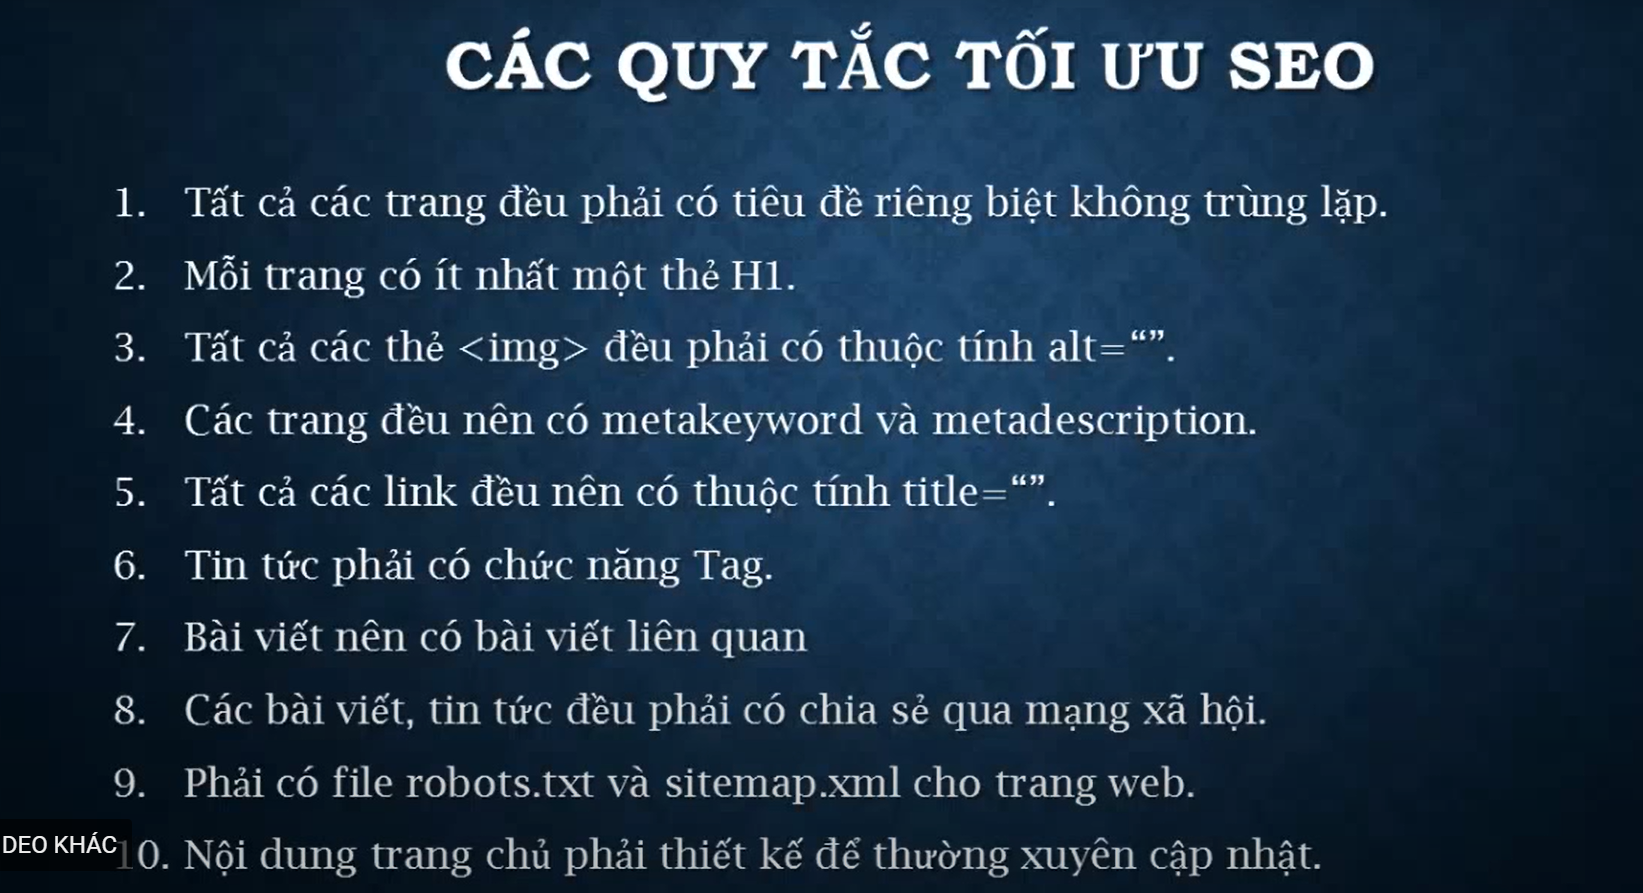 CÁC QUY TẮC TỐI ƯU SEO
1. Tất cả các trang đều phải có tiêu đề riêng biệt không trùng lặp.
2. Mỗi trang có ít nhất một thẻ H1.
3. Tất cả các thẻ <img> đều phải có thuộc tính alt=“”.
4. Các trang đều nên có metakeyword và metadescription.
5. Tất cả các link đều nên có thuộc tính title=“”.
6. Tin tức phải có chức năng Tag.
7. Bài viết nên có bài viết liên quan
8. Các bài viết, tin tức đều phải có chia sẻ qua mạng xã hội.
9. Phải có file robots.txt và sitemap.xml cho trang web.
DEO KHÁC
10. Nội dung trang chủ phải thiết kế để thường xuyên cập nhật.